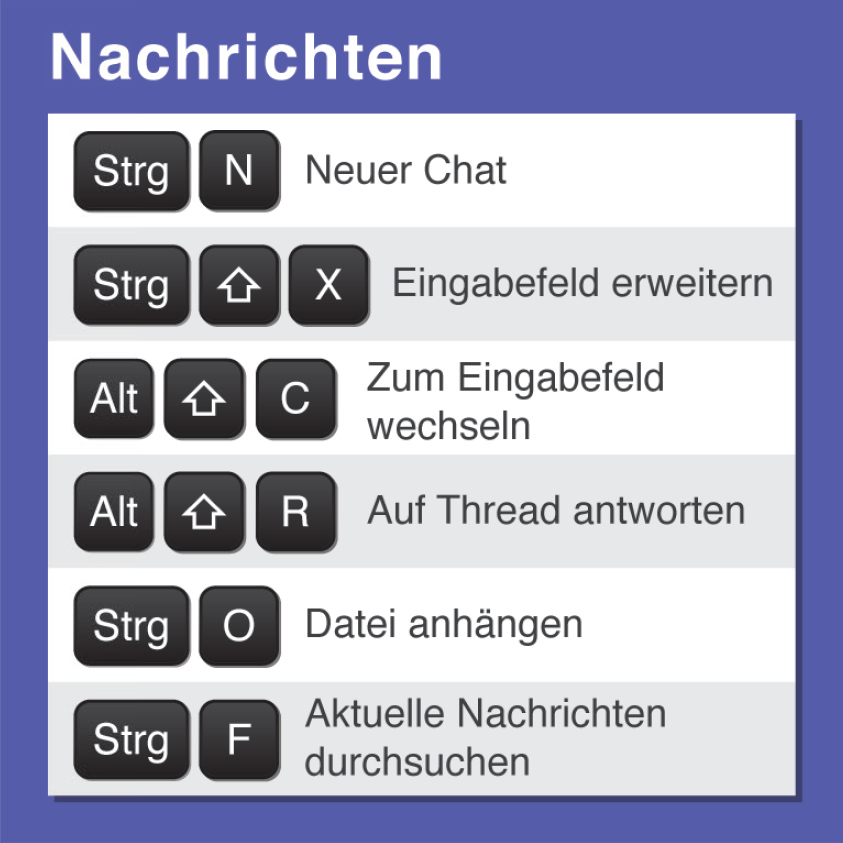 Nachrichten
Strg N Neuer Chat
Strg ⇧ X Eingabefeld erweitern
Alt ⇧ C Zum Eingabefeld
wechseln
Alt ⇧ R Auf Thread antworten
Strg O Datei anhängen
Strg F Aktuelle Nachrichten
durchsuchen